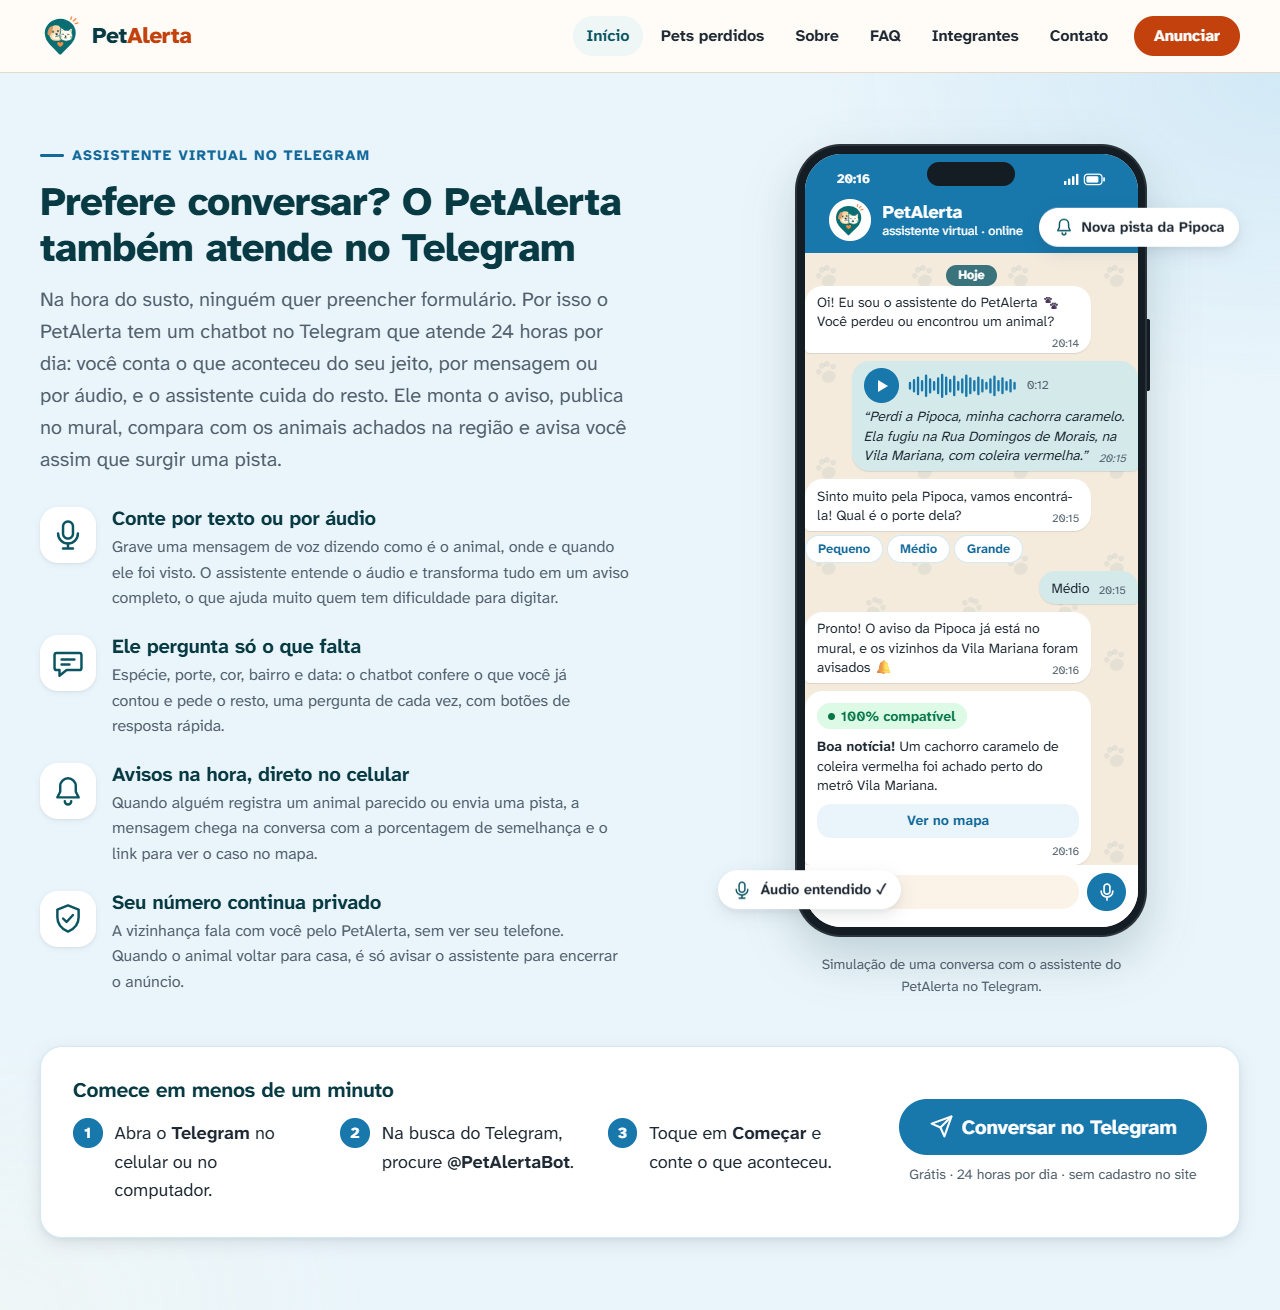 PetAlerta
Início
Pets perdidos
Sobre
FAQ
Integrantes
Contato
Anunciar
ASSISTENTE VIRTUAL NO TELEGRAM
Prefere conversar? O PetAlerta
também atende no Telegram
Na hora do susto, ninguém quer preencher formulário. Por isso o
PetAlerta tem um chatbot no Telegram que atende 24 horas por
dia: você conta o que aconteceu do seu jeito, por mensagem ou
por áudio, e o assistente cuida do resto. Ele monta o aviso, publica
no mural, compara com os animais achados na região e avisa você
assim que surgir uma pista.
Conte por texto ou por áudio
Grave uma mensagem de voz dizendo como é o animal, onde e quando
ele foi visto. O assistente entende o áudio e transforma tudo em um aviso
completo, o que ajuda muito quem tem dificuldade para digitar.
Ele pergunta só o que falta
Espécie, porte, cor, bairro e data: o chatbot confere o que você já
contou e pede o resto, uma pergunta de cada vez, com botões de
resposta rápida.
Avisos na hora, direto no celular
Quando alguém registra um animal parecido ou envia uma pista, a
mensagem chega na conversa com a porcentagem de semelhança e o
link para ver o caso no mapa.
Seu número continua privado
A vizinhança fala com você pelo PetAlerta, sem ver seu telefone.
Quando o animal voltar para casa, é só avisar o assistente para encerrar
o anúncio.
20:16
PetAlerta
assistente virtual · online
Nova pista da Pipoca
Hoje
Oi! Eu sou o assistente do PetAlerta 🐾
Você perdeu ou encontrou um animal?
20:14
0:12
“Perdi a Pipoca, minha cachorra caramelo.
Ela fugiu na Rua Domingos de Morais, na
Vila Mariana, com coleira vermelha.” 20:15
Sinto muito pela Pipoca, vamos encontrá-
la! Qual é o porte dela? 20:15
Pequeno
Médio
Grande
Médio 20:15
Pronto! O aviso da Pipoca já está no
mural, e os vizinhos da Vila Mariana foram
avisados 🔔 20:16
100% compatível
Boa notícia! Um cachorro caramelo de
coleira vermelha foi achado perto do
metrô Vila Mariana.
Ver no mapa
20:16
Áudio entendido ✓
Simulação de uma conversa com o assistente do
PetAlerta no Telegram.
Comece em menos de um minuto
1 Abra o Telegram no
celular ou no
computador.
2 Na busca do Telegram,
procure @PetAlertaBot.
3 Toque em Começar e
conte o que aconteceu.
Conversar no Telegram
Grátis · 24 horas por dia · sem cadastro no site